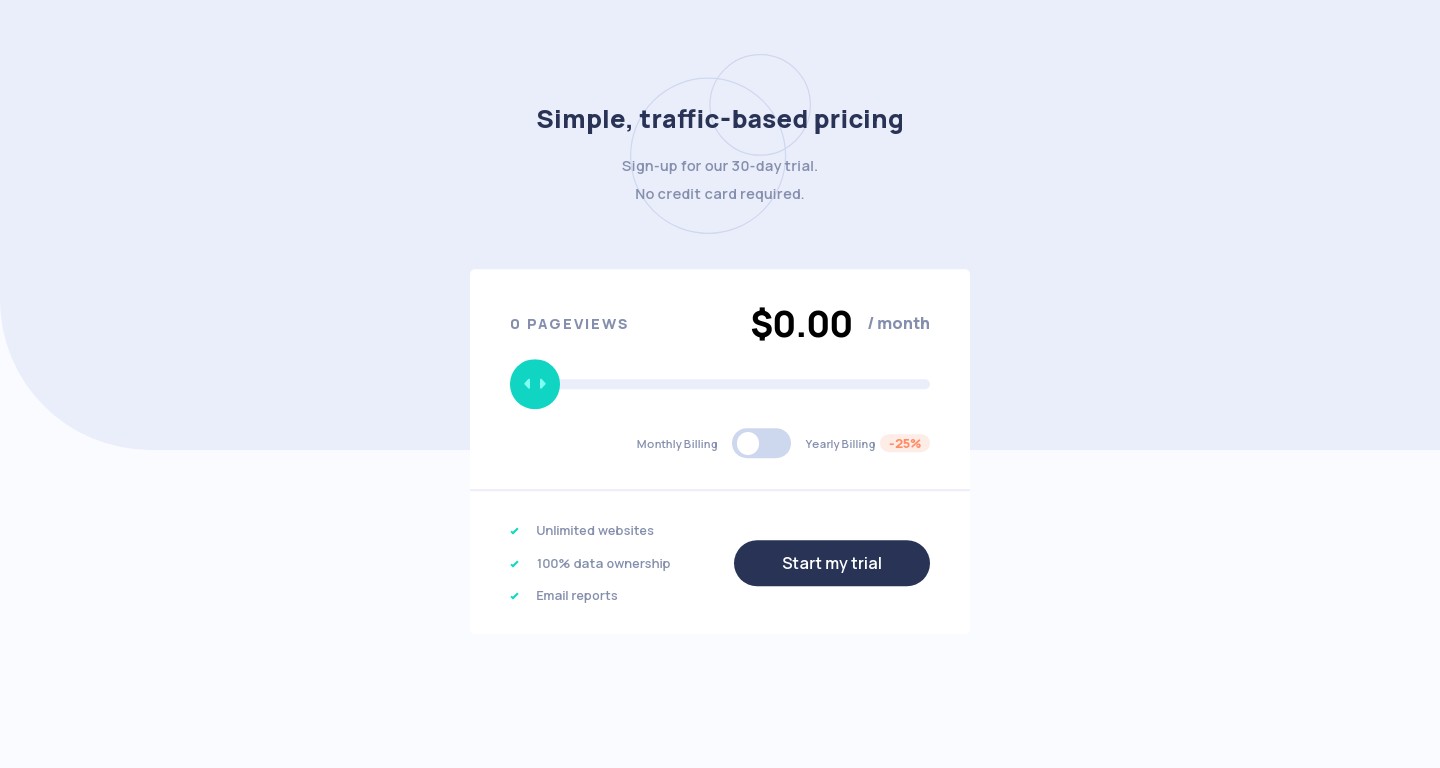 Simple, traffic-based pricing
Sign-up for our 30-day trial.
No credit card required.
0 PAGEVIEWS
$0.00 / month
Monthly Billing
Yearly Billing -25%
Unlimited websites
100% data ownership
Email reports
Start my trial